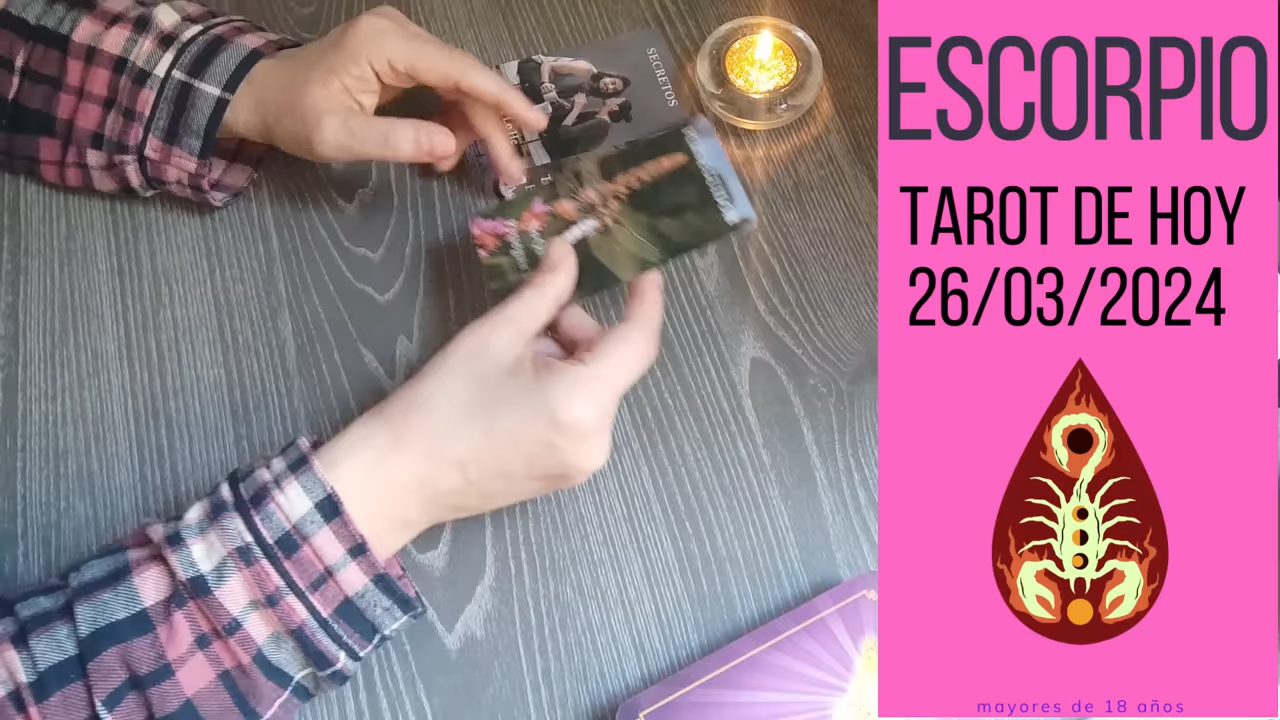 SECRETOS
ESCORPIO
TAROT DE HOY
26/03/2024
mayores de 18 años